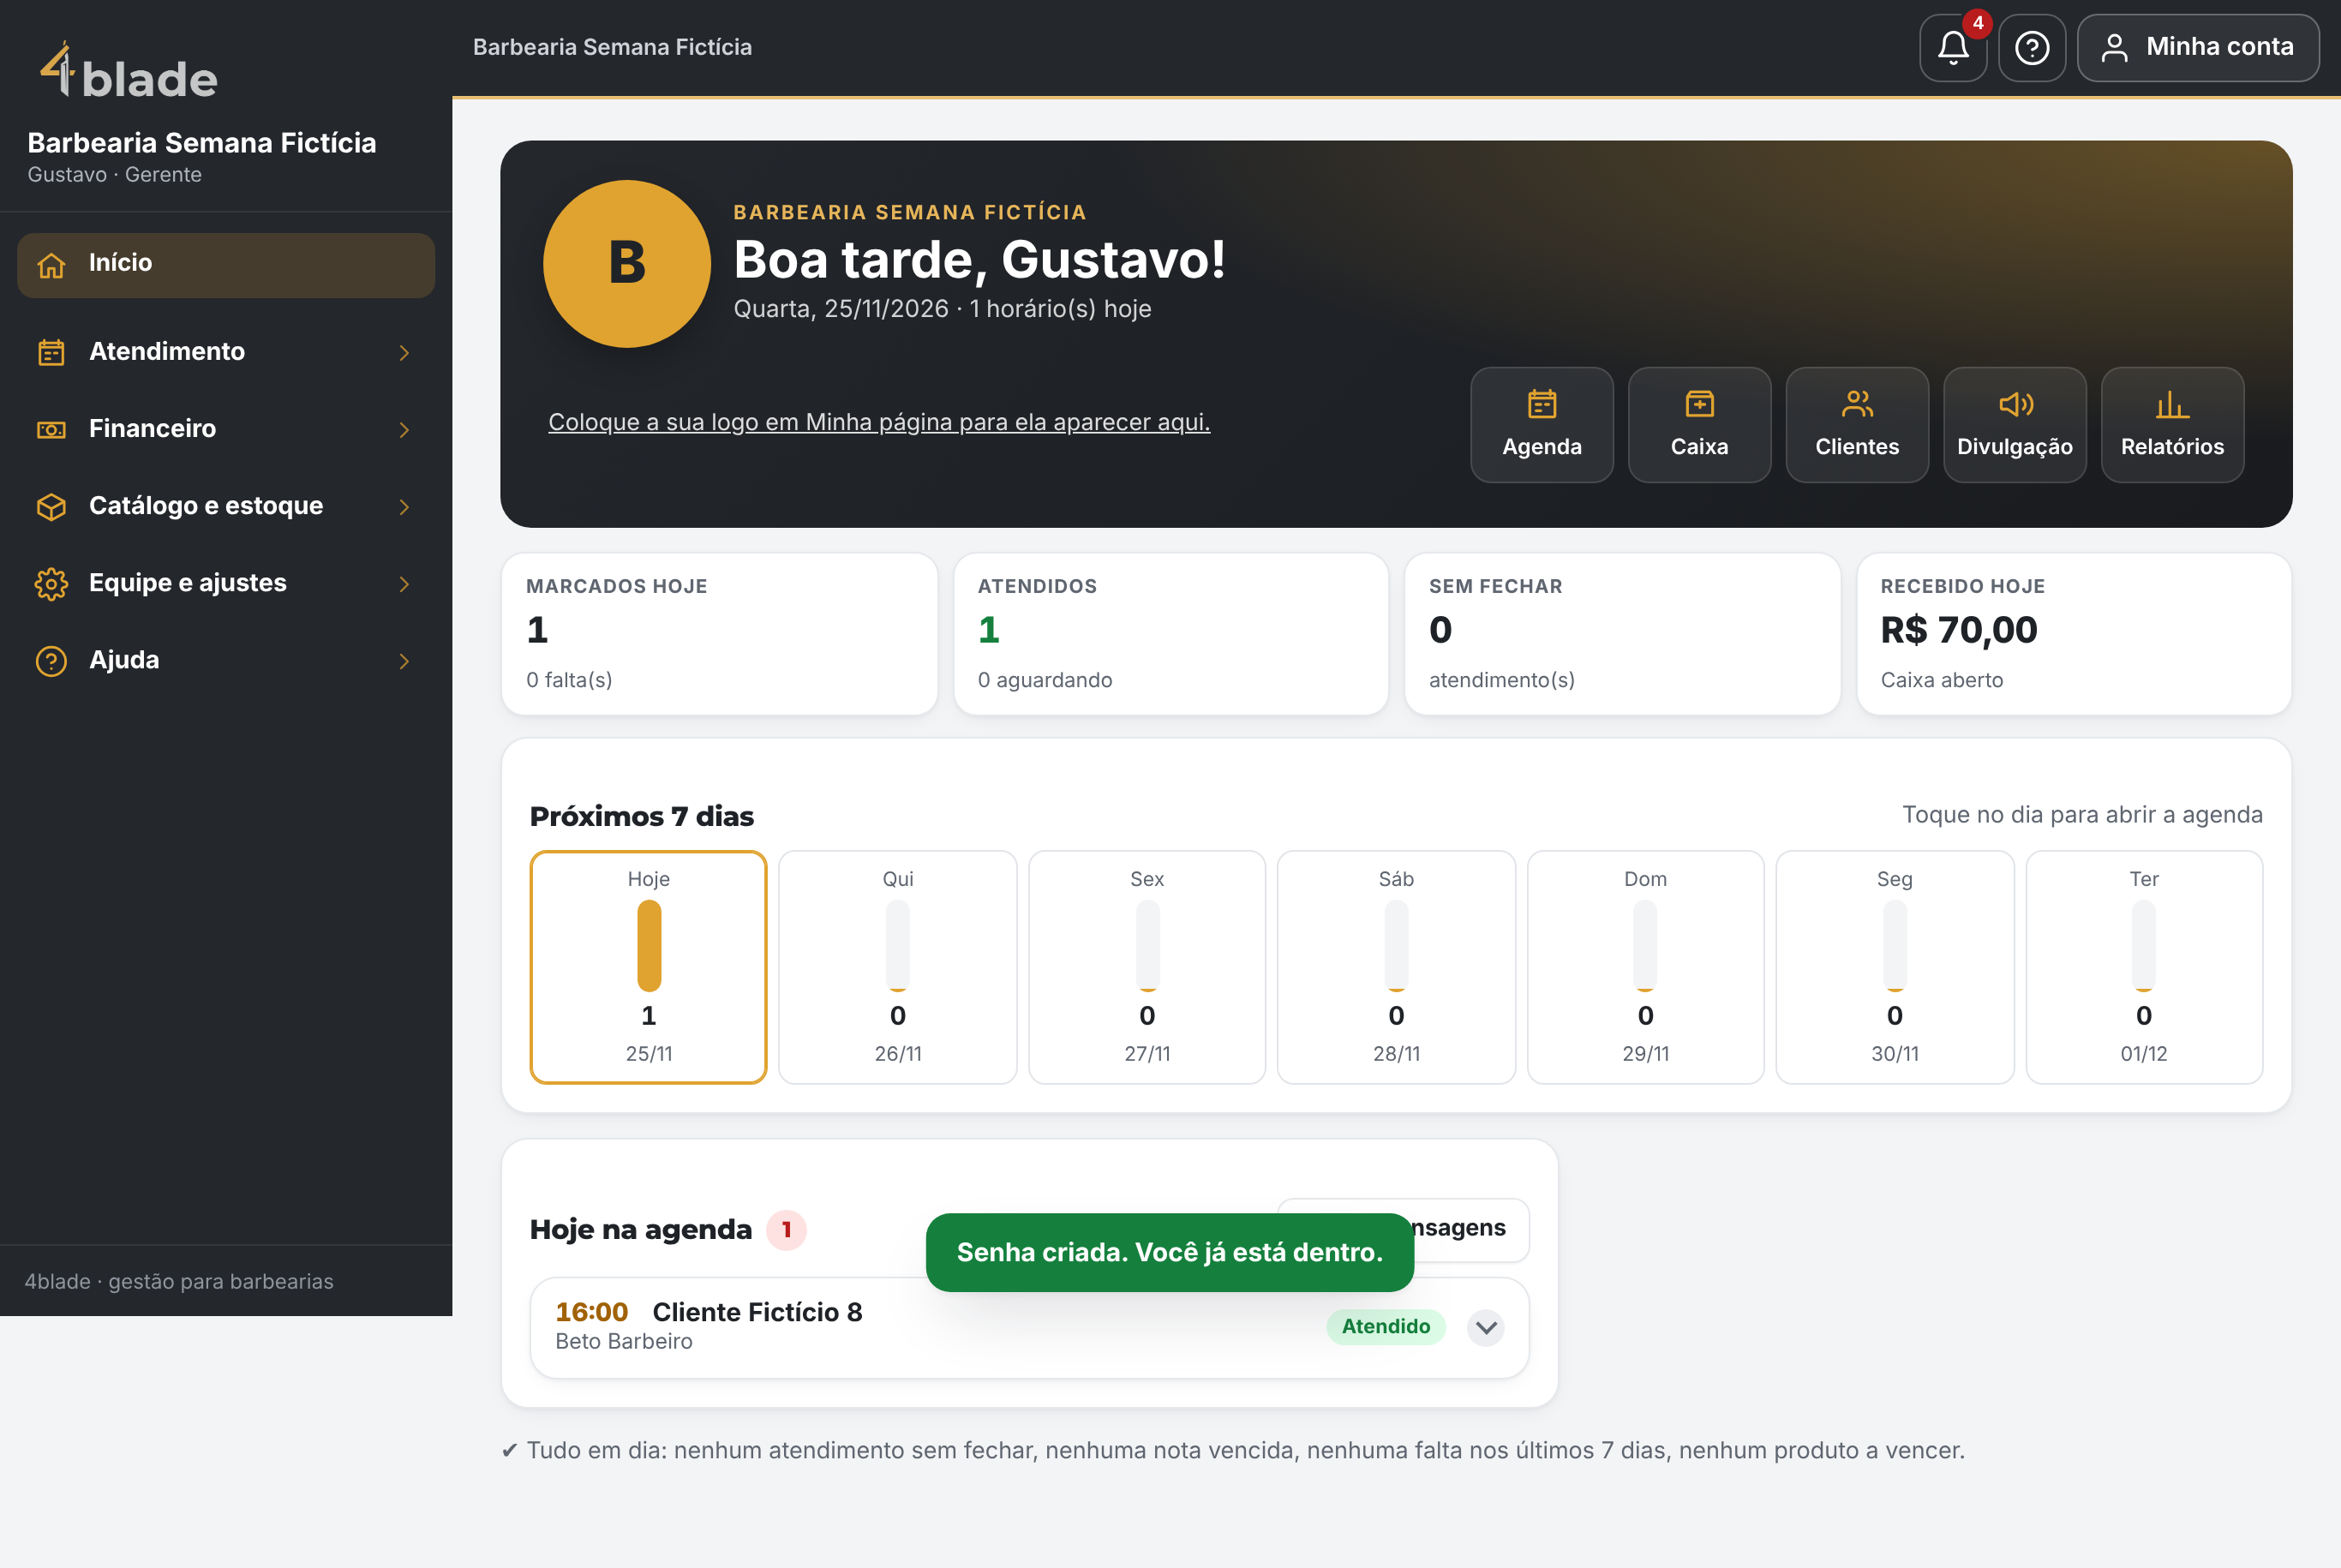 4blade
Barbearia Semana Fictícia
Gustavo · Gerente
Início
Atendimento
Financeiro
Catálogo e estoque
Equipe e ajustes
Ajuda
4blade · gestão para barbearias
Barbearia Semana Fictícia
4
Minha conta
B
BARBEARIA SEMANA FICTÍCIA
Boa tarde, Gustavo!
Quarta, 25/11/2026 · 1 horário(s) hoje
Coloque a sua logo em Minha página para ela aparecer aqui.
Agenda
Caixa
Clientes
Divulgação
Relatórios
MARCADOS HOJE
1
0 falta(s)
ATENDIDOS
1
0 aguardando
SEM FECHAR
0
atendimento(s)
RECEBIDO HOJE
R$ 70,00
Caixa aberto
Próximos 7 dias
Toque no dia para abrir a agenda
Hoje
1
25/11
Qui
0
26/11
Sex
0
27/11
Sáb
0
28/11
Dom
0
29/11
Seg
0
30/11
Ter
0
01/12
Hoje na agenda 1
nsagens
Senha criada. Você já está dentro.
16:00 Cliente Fictício 8
Beto Barbeiro
Atendido
✔ Tudo em dia: nenhum atendimento sem fechar, nenhuma nota vencida, nenhuma falta nos últimos 7 dias, nenhum produto a vencer.